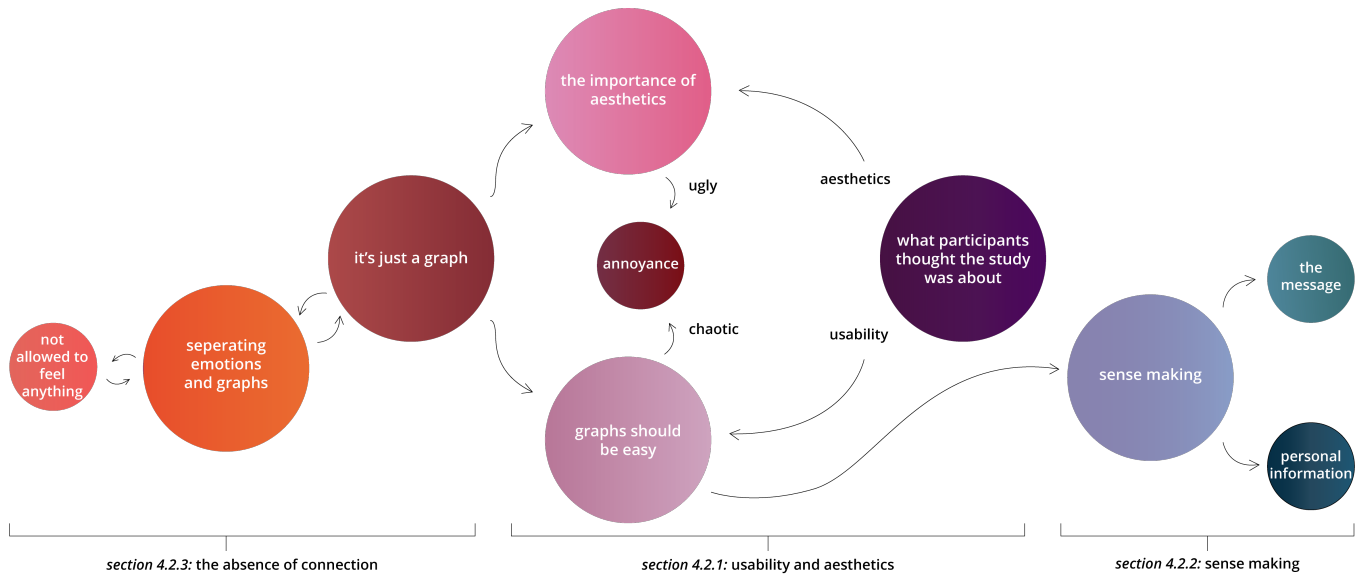 the importance of
aesthetics
ugly
aesthetics
it's just a graph
annoyance
what participants
thought the study
was about
the
message
not
allowed to
feel
anything
seperating
emotions
and graphs
chaotic
usability
sense making
graphs should
be easy
personal
information
section 4.2.3: the absence of connection
section 4.2.1: usability and aesthetics
section 4.2.2: sense making